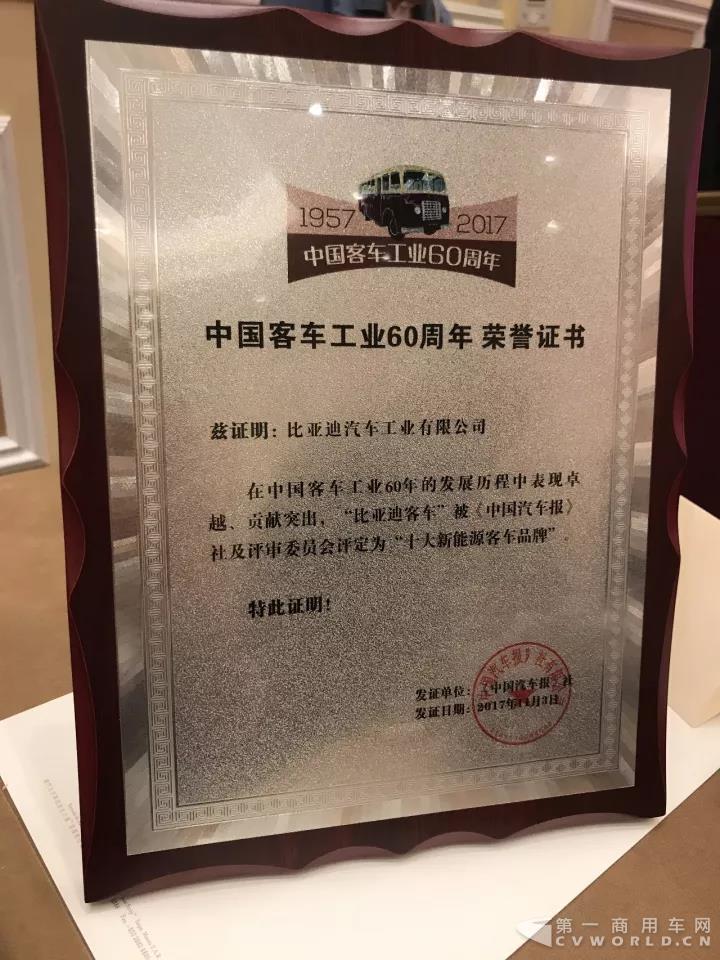 1957 2017
中国客车工业60周年
中国客车工业60周年 荣誉证书
兹证明：比亚迪汽车工业有限公司
在中国客车工业60年的发展历程中表现卓
越、贡献突出，“比亚迪客车”被《中国汽车报》
社及评审委员会评定为“十大新能源客车品牌”。
特此证明！
发证单位：《中国汽车报》社
发证日期：2017年11月3日
第一商用车网
CVWORLD.CN